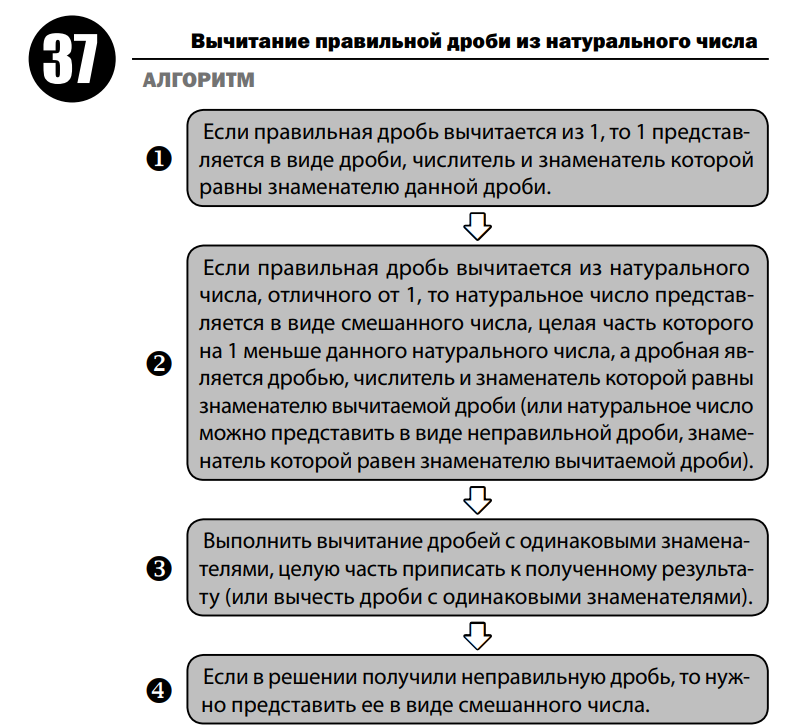 37
Вычитание правильной дроби из натурального числа
АЛГОРИТМ
1
Если правильная дробь вычитается из 1, то 1 представ-
ляется в виде дроби, числитель и знаменатель которой
равны знаменателю данной дроби.
2
Если правильная дробь вычитается из натурального
числа, отличного от 1, то натуральное число представ-
ляется в виде смешанного числа, целая часть которого
на 1 меньше данного натурального числа, а дробная яв-
ляется дробью, числитель и знаменатель которой равны
знаменателю вычитаемой дроби (или натуральное число
можно представить в виде неправильной дроби, знаме-
натель которой равен знаменателю вычитаемой дроби).
3
Выполнить вычитание дробей с одинаковыми знамена-
телями, целую часть приписать к полученному результа-
ту (или вычесть дроби с одинаковыми знаменателями).
4
Если в решении получили неправильную дробь, то нуж-
но представить ее в виде смешанного числа.